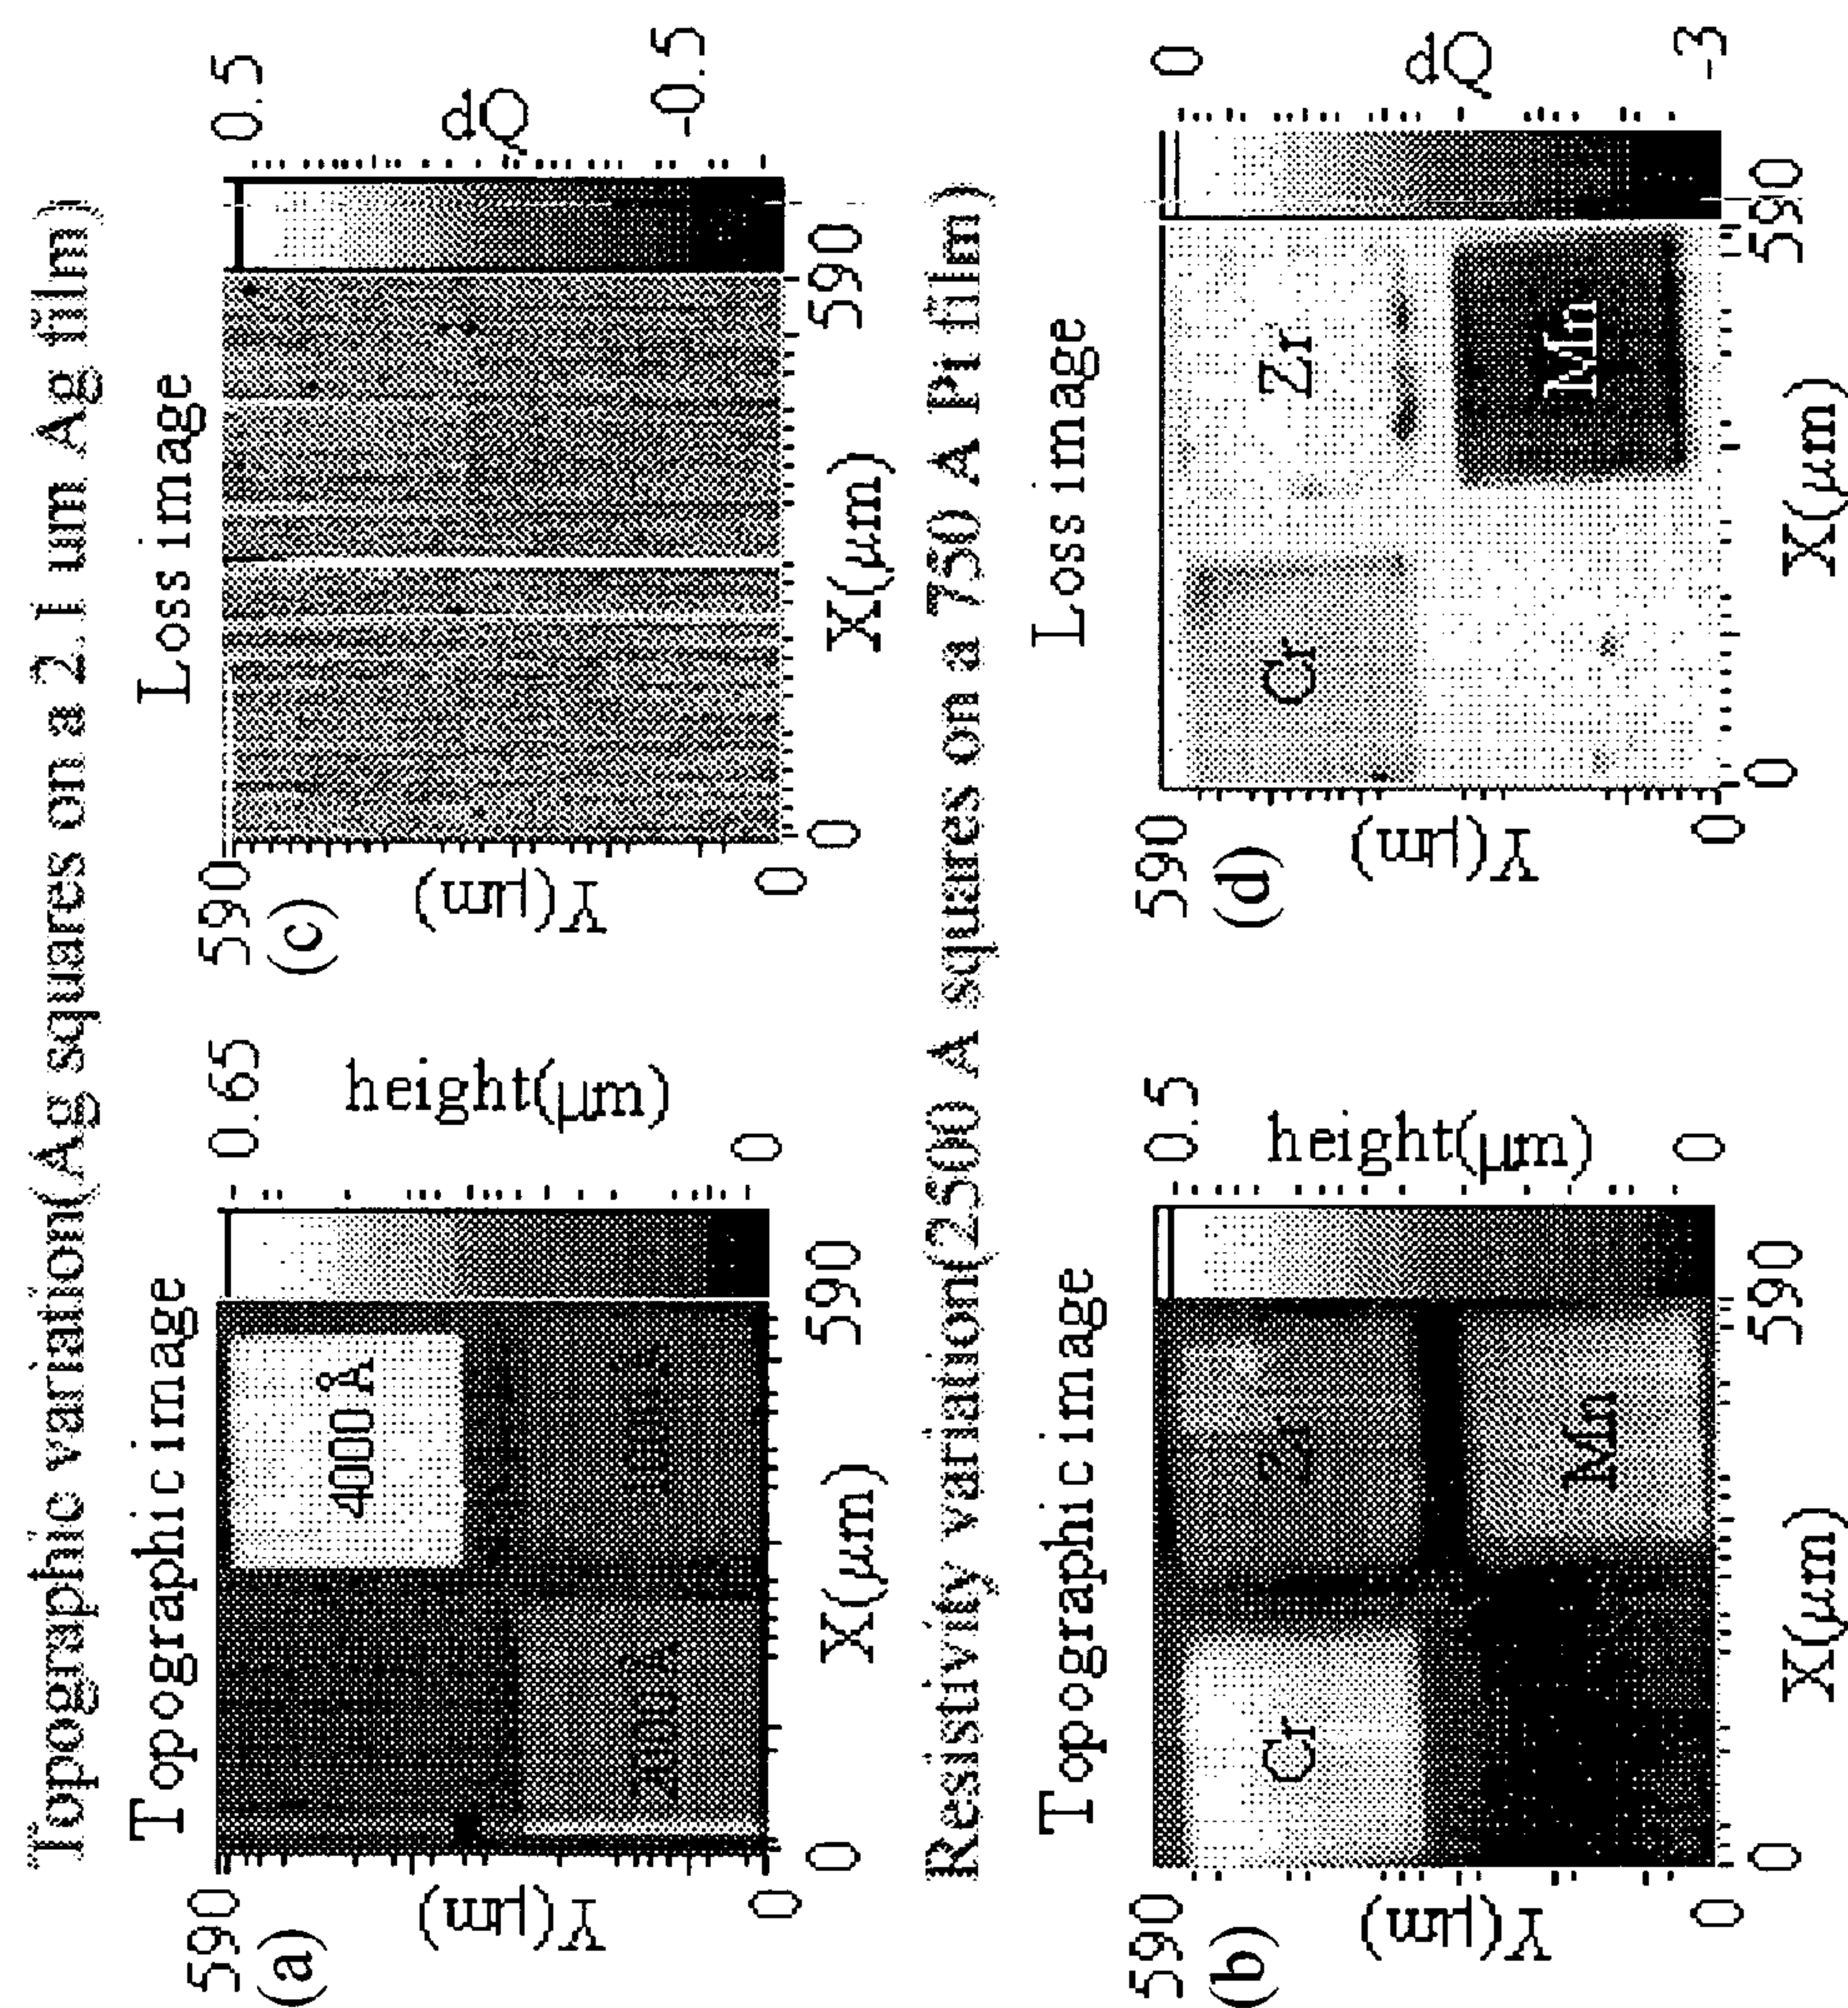 Topographic variation(Ag squares on a 2.1 um Ag film)
Topographic image
590
(a)
Y(μm)
0
4000 Å
2000Å
0
X(μm)
590
0.65
height(μm)
0
Loss image
590
(c)
Y(μm)
0
0
X(μm)
590
0.5
dQ
-0.5
Resistivity variation(2500 A squares on a 750 A Pt film)
Topographic image
590
(b)
Y(μm)
0
Cr
Zr
Mn
0
X(μm)
590
0.5
height(μm)
0
Loss image
590
(d)
Y(μm)
0
Cr
Zr
Mn
0
X(μm)
590
0
dQ
-3